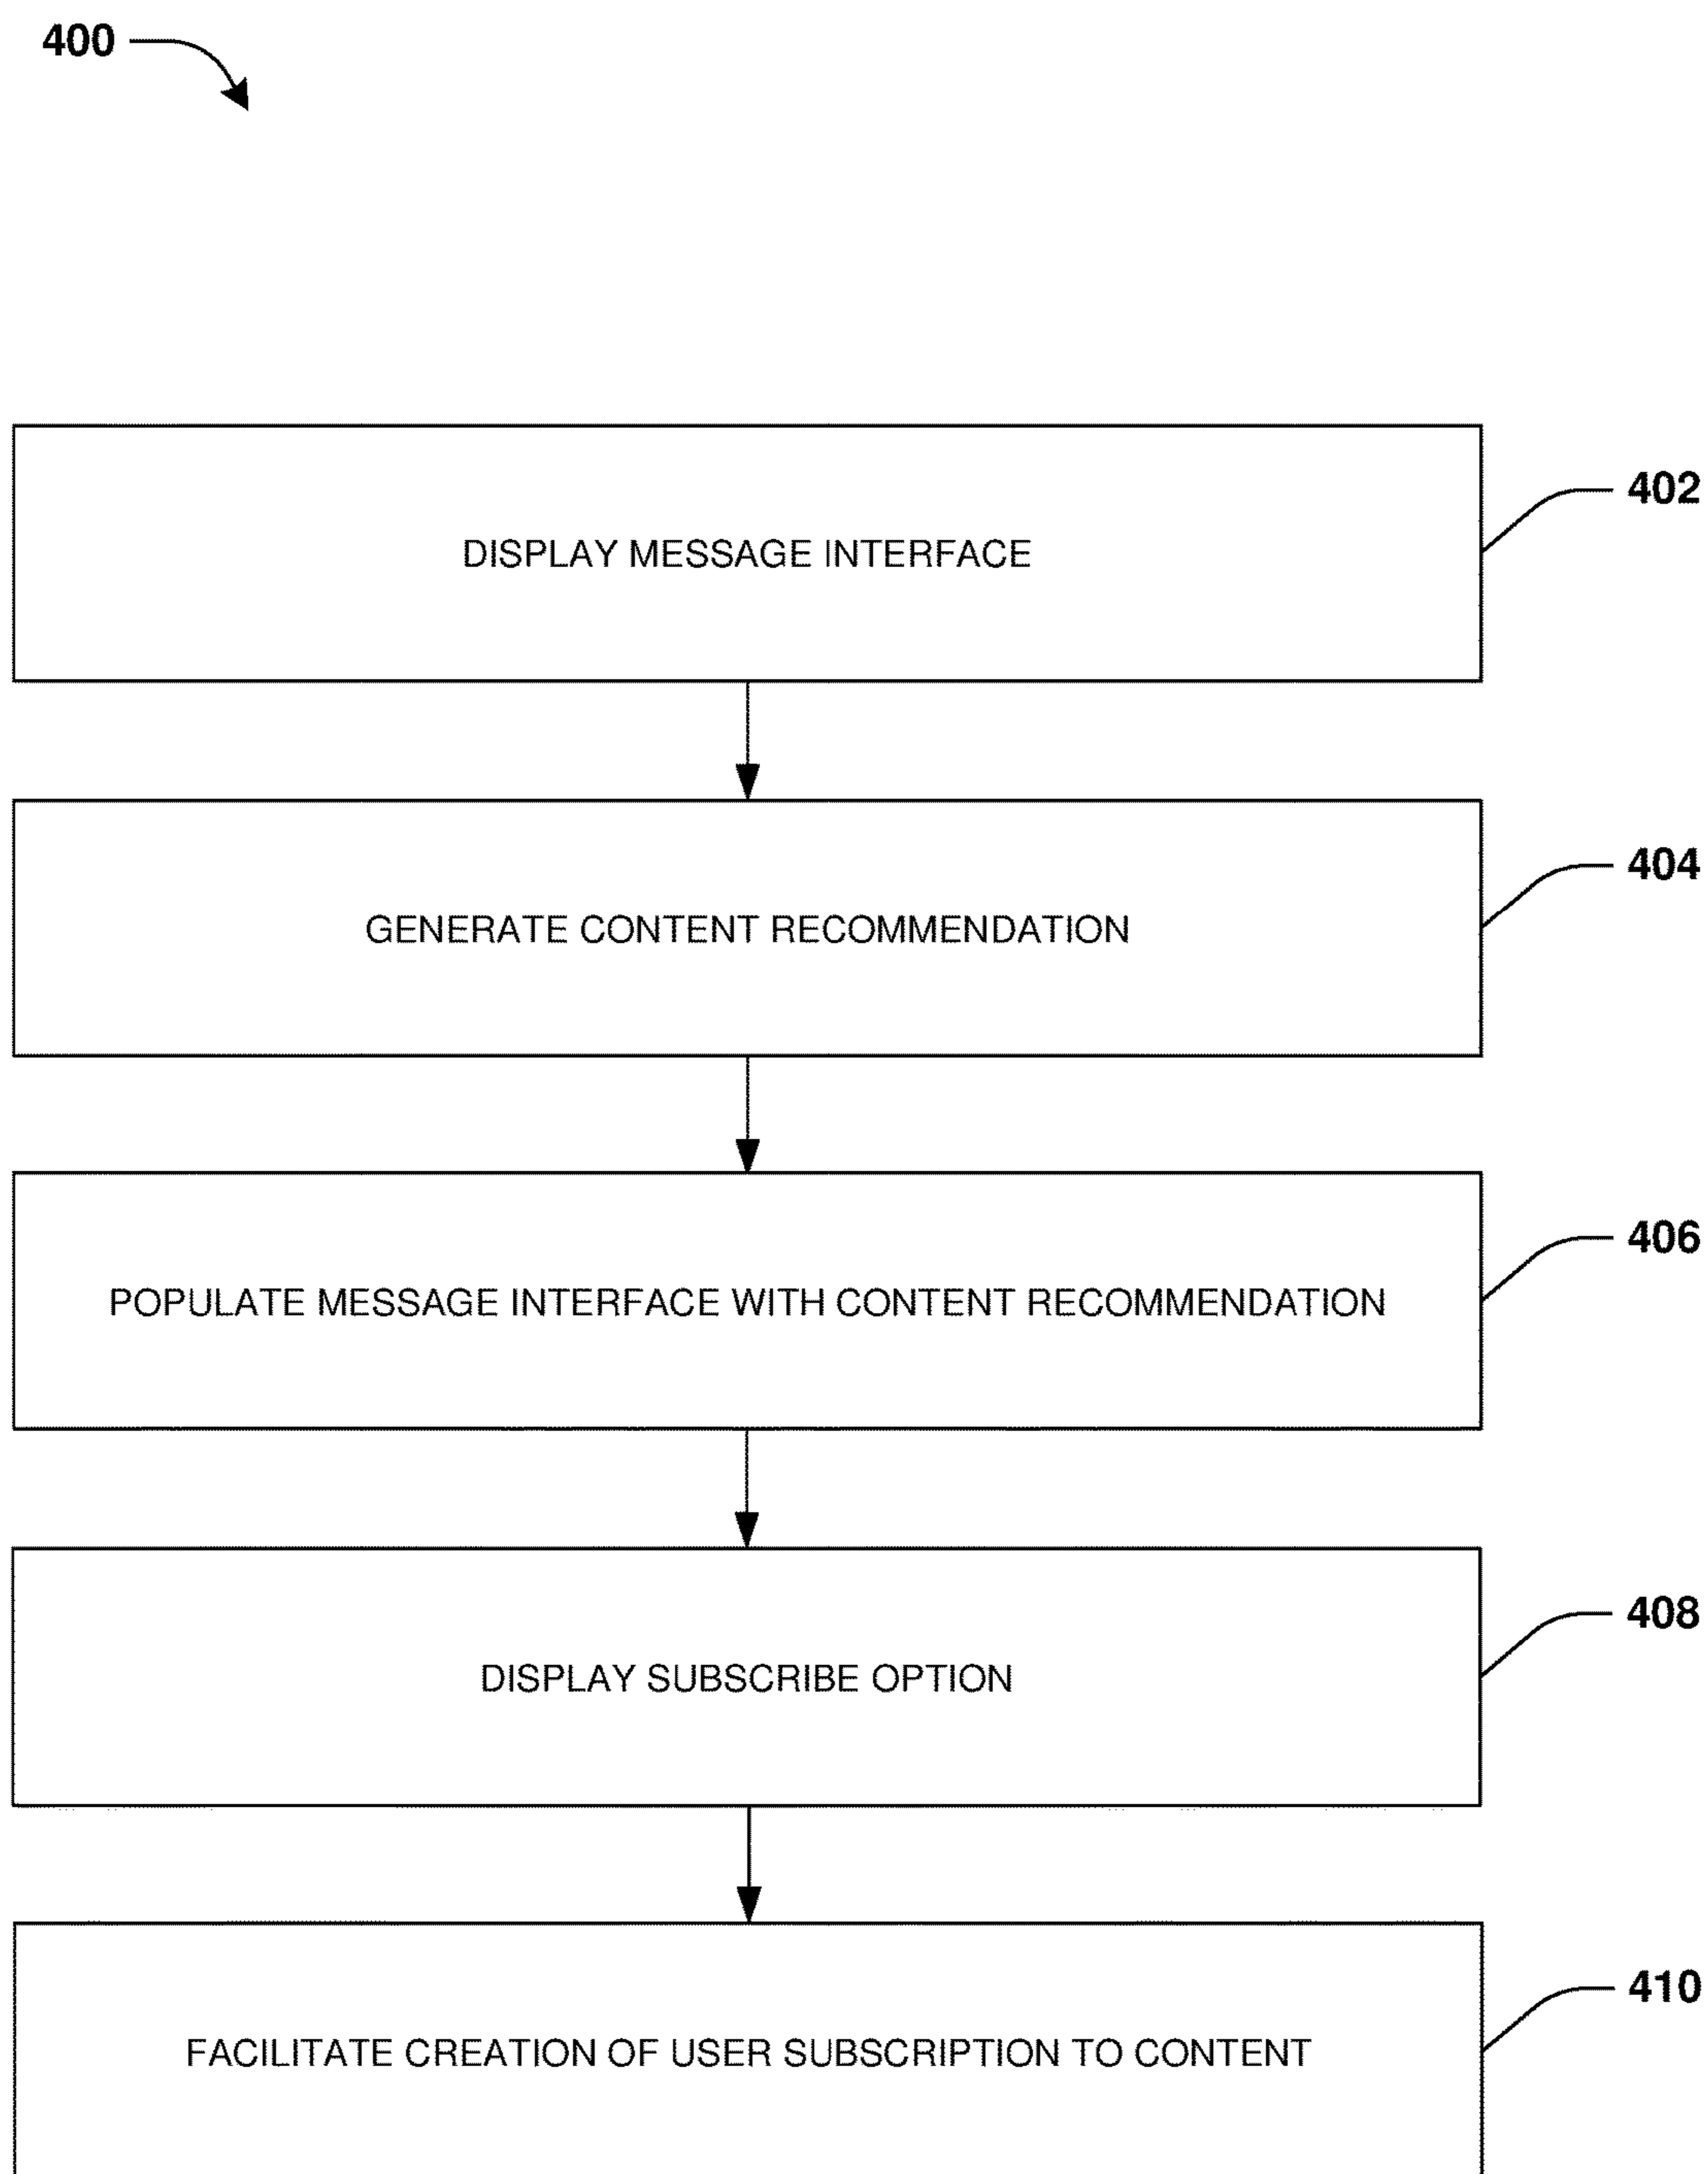 400
DISPLAY MESSAGE INTERFACE
402
GENERATE CONTENT RECOMMENDATION
404
POPULATE MESSAGE INTERFACE WITH CONTENT RECOMMENDATION
406
DISPLAY SUBSCRIBE OPTION
408
FACILITATE CREATION OF USER SUBSCRIPTION TO CONTENT
410